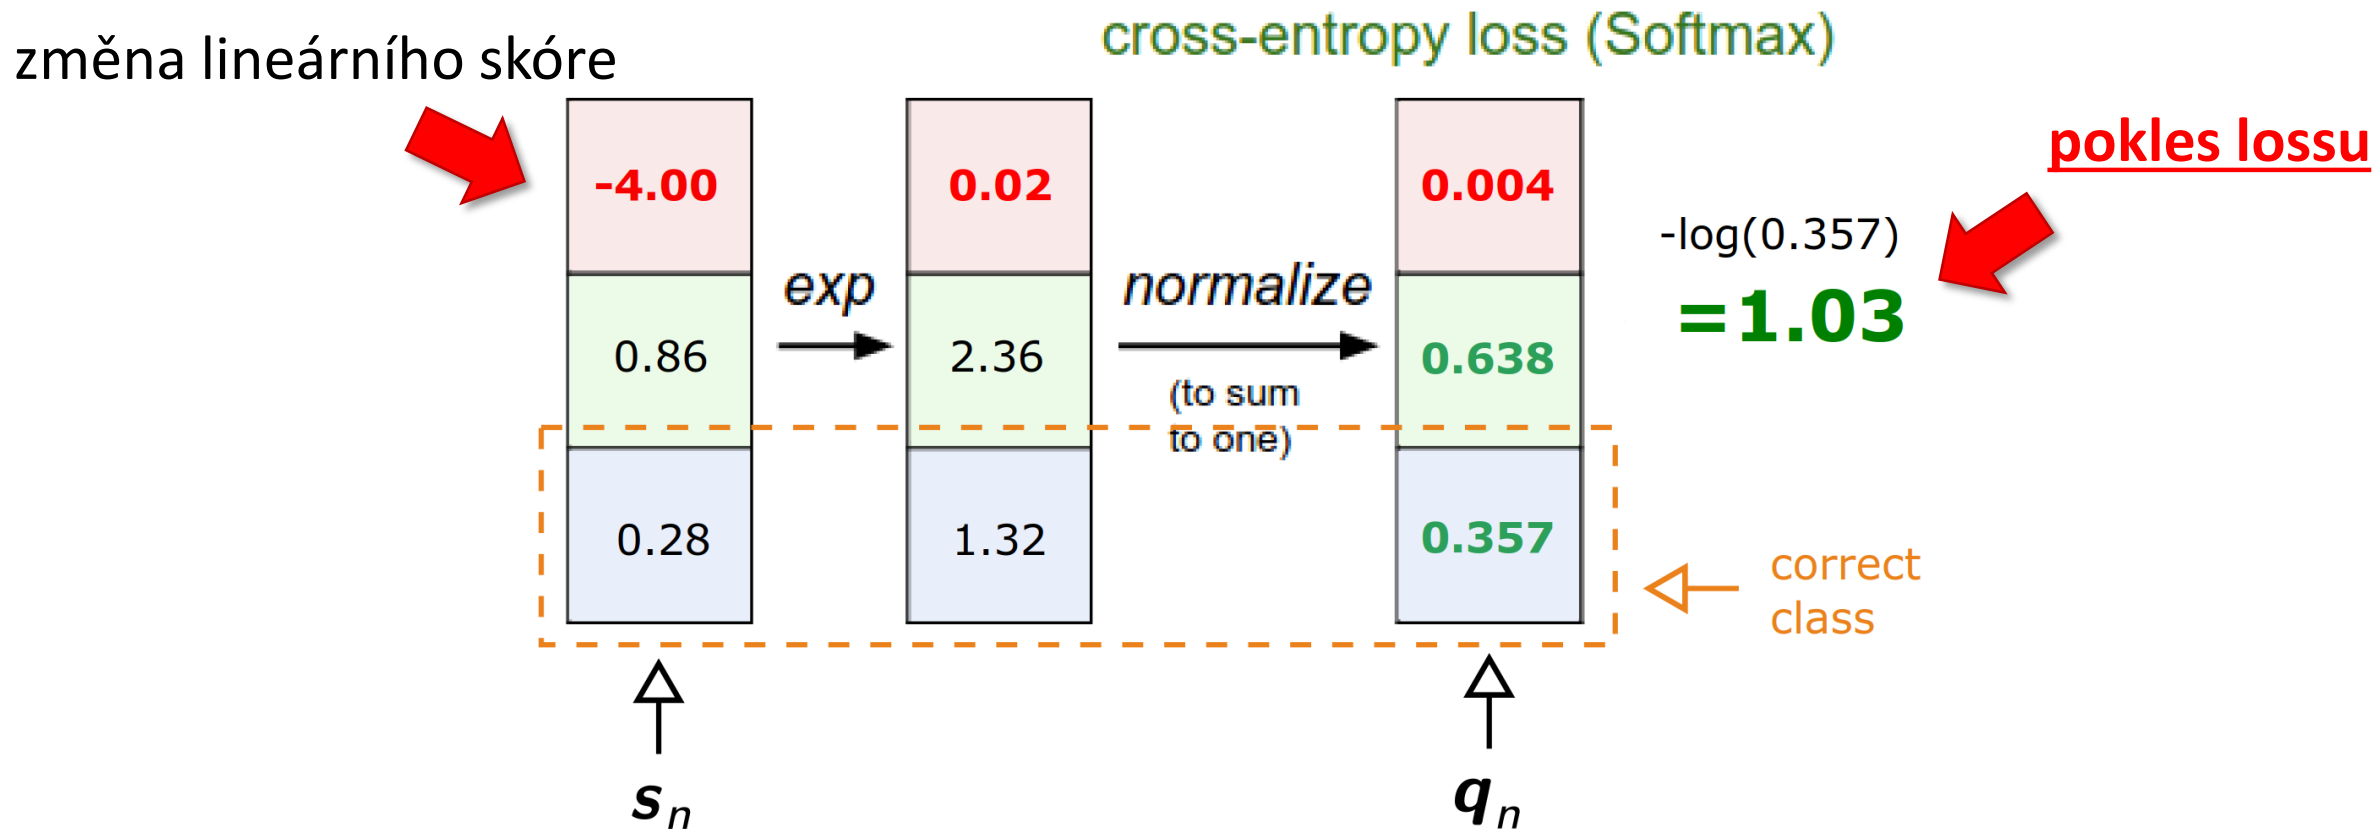 cross-entropy loss (Softmax)
změna lineárního skóre
pokles lossu
-4.00
0.02
0.004
-log(0.357)
=1.03
exp
normalize
0.86
2.36
0.638
(to sum
to one)
0.28
1.32
0.357
correct
class
sn
qn